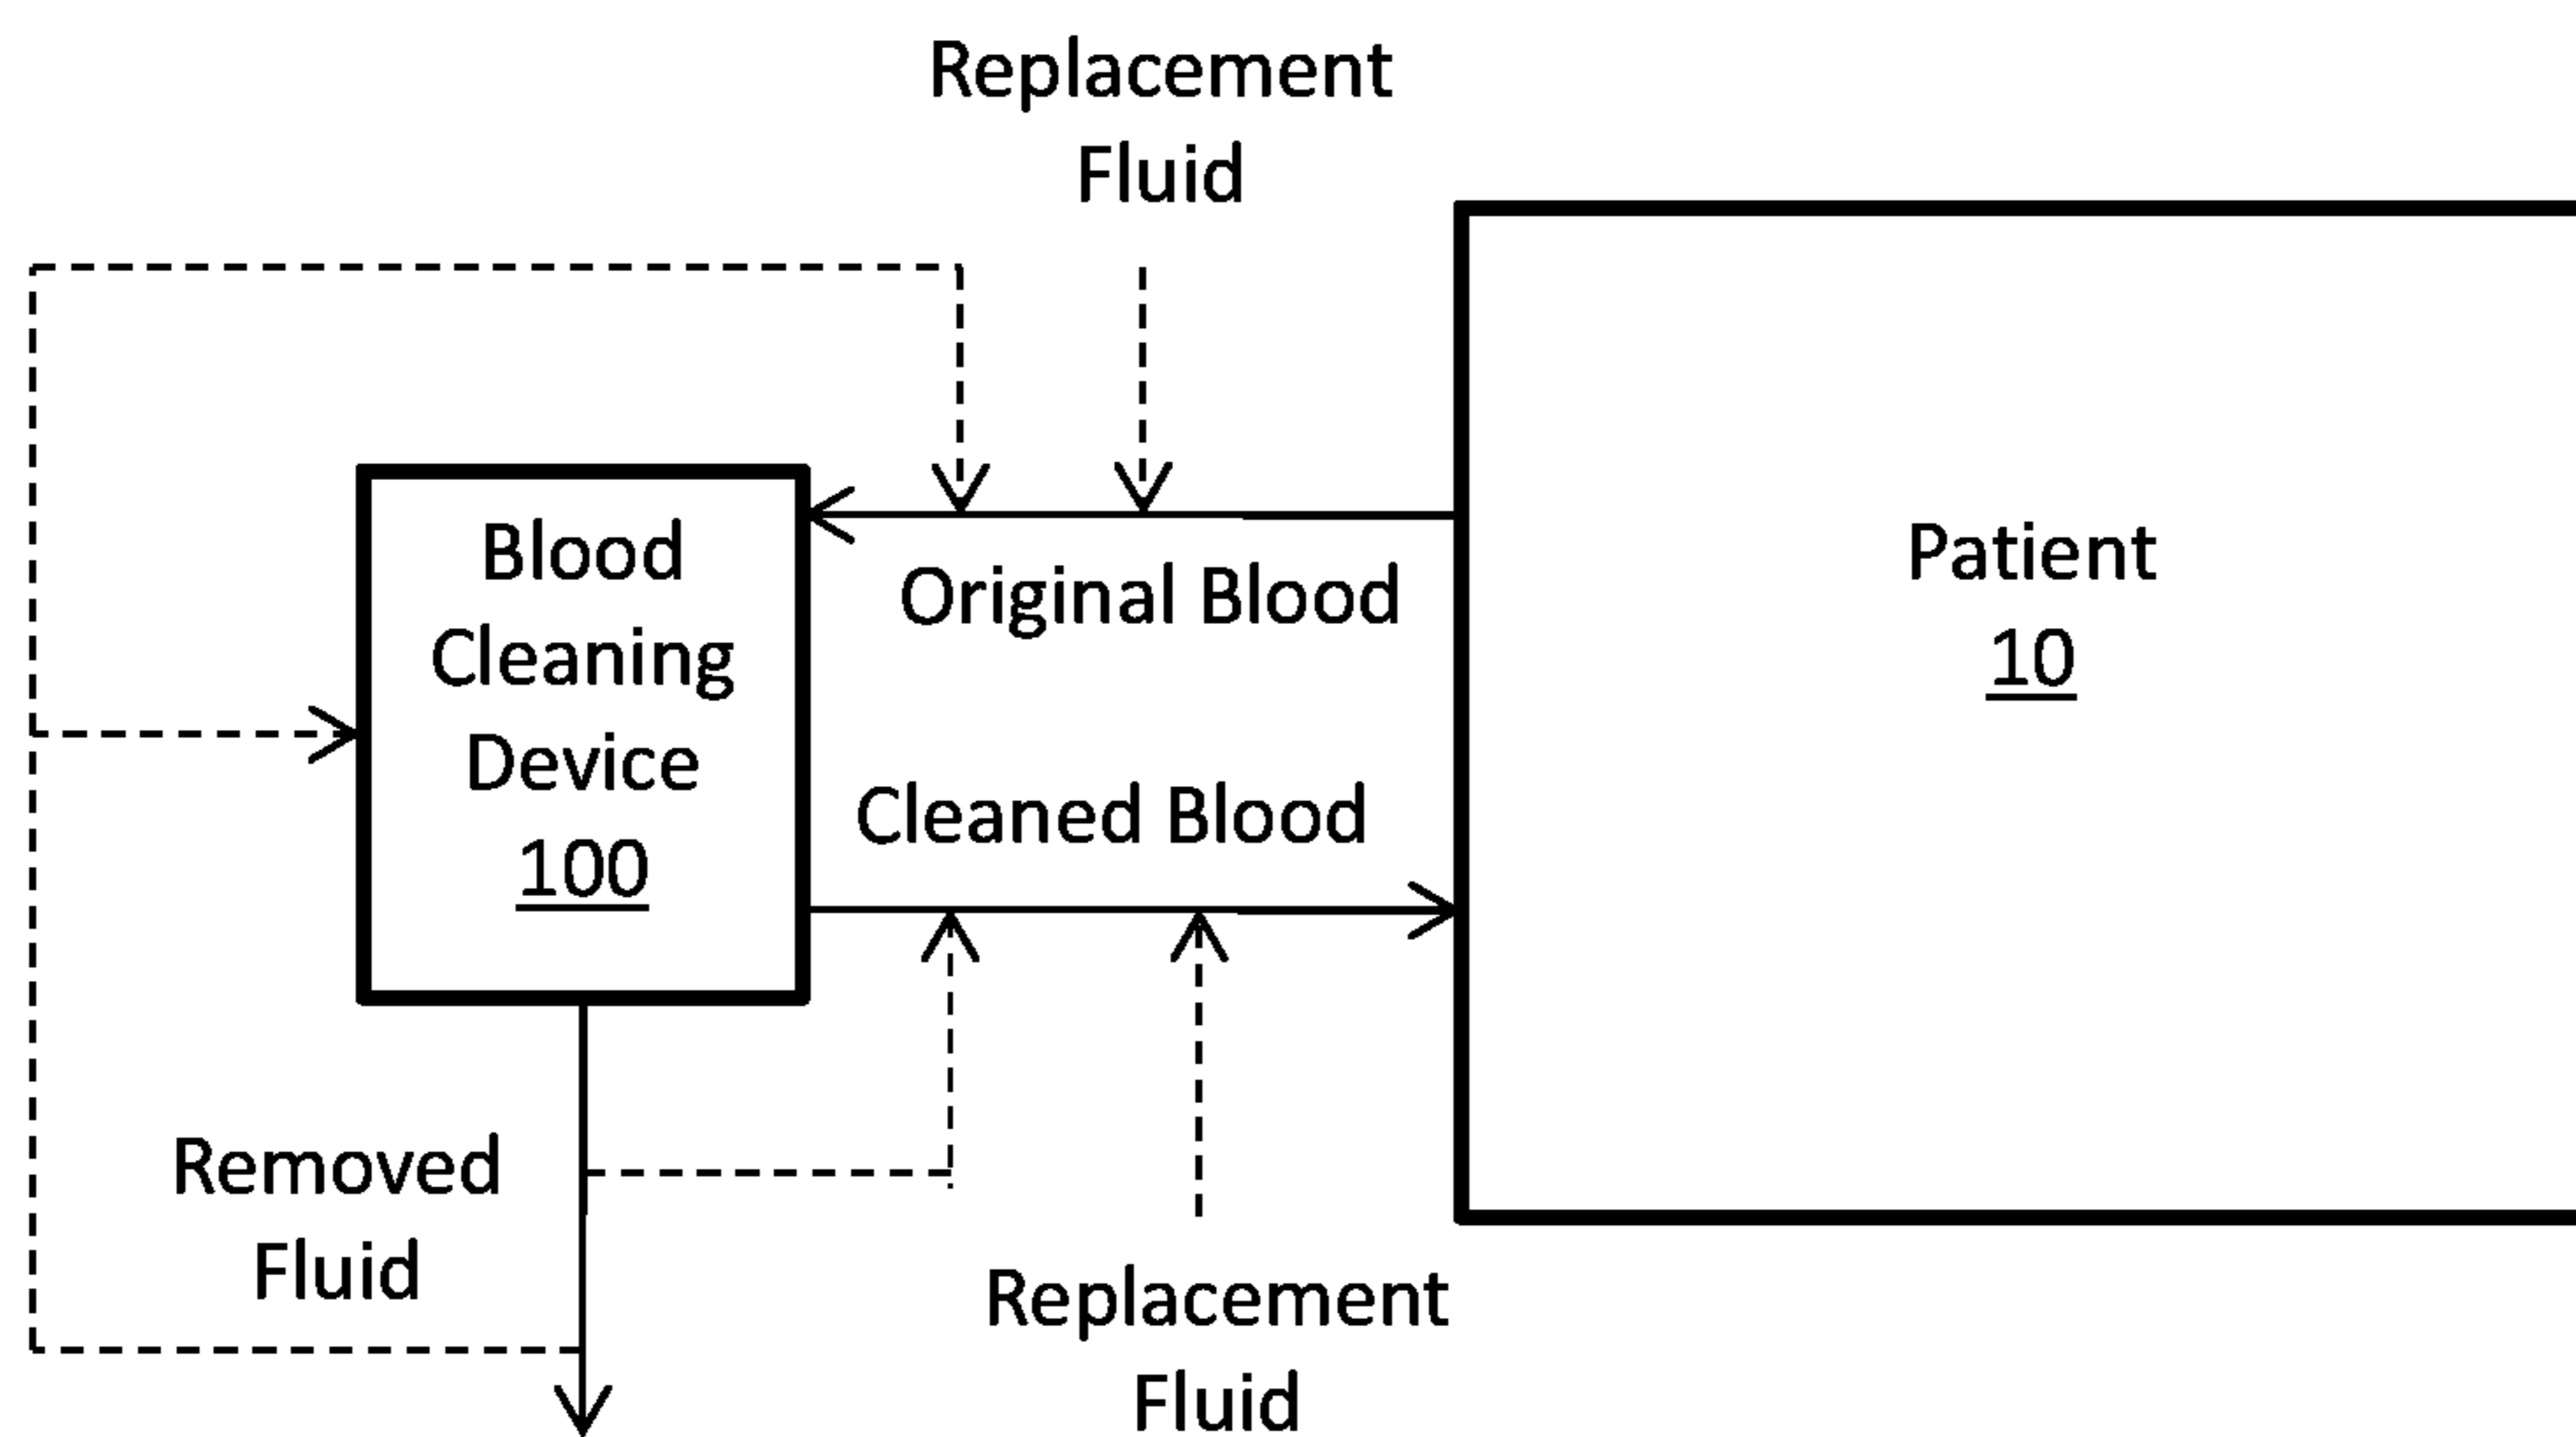 Replacement
Fluid
Blood
Cleaning
Device
100
Original Blood
Patient
10
Cleaned Blood
Removed
Fluid
Replacement
Fluid